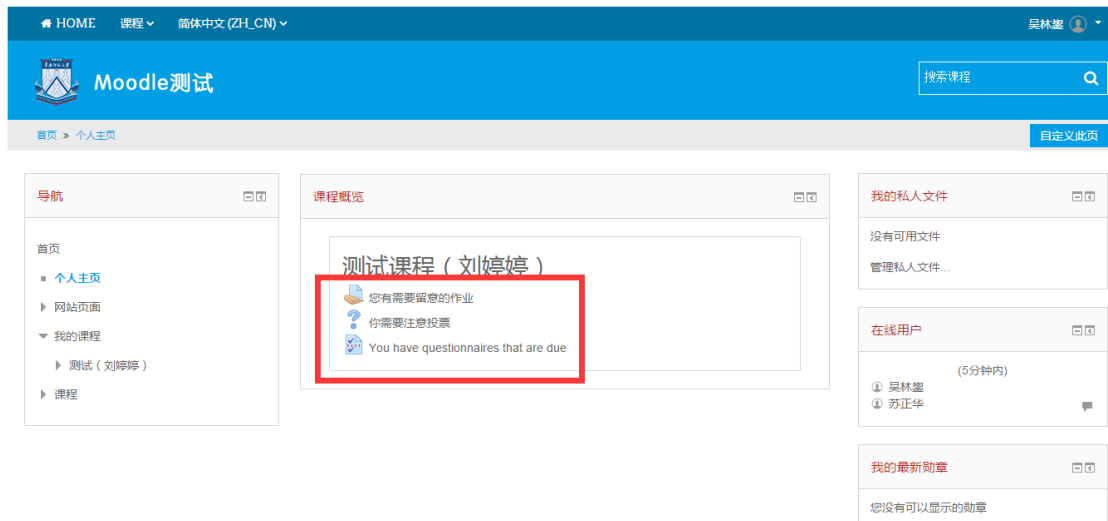 HOME 课程 简体中文 (ZH_CN) 吴林鋆
Moodle测试
搜索课程
首页 » 个人主页
自定义此页
导航
首页
个人主页
网站页面
我的课程
测试（刘婷婷）
课程
课程概览
测试课程（刘婷婷）
您有需要留意的作业
你需要注意投票
You have questionnaires that are due
我的私人文件
没有可用文件
管理私人文件...
在线用户
(5分钟内)
吴林鋆
苏正华
我的最新勋章
您没有可以显示的勋章